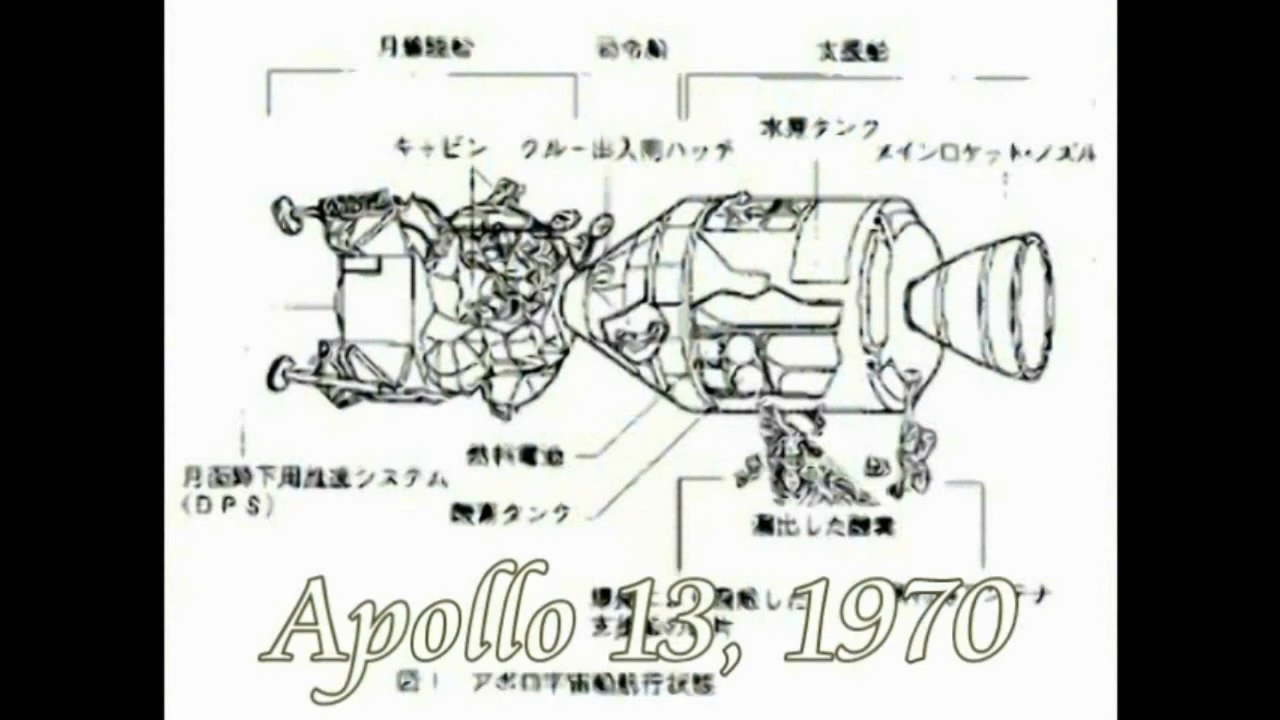 月着陸船
司令船
支援船
水素タンク
キャビン
クルー出入用ハッチ
メインロケット・ノズル
燃料電池
月面降下用推進システム
(DPS)
酸素タンク
漏出した酸素
Apollo 13, 1970
図1 アポロ宇宙船航行状態